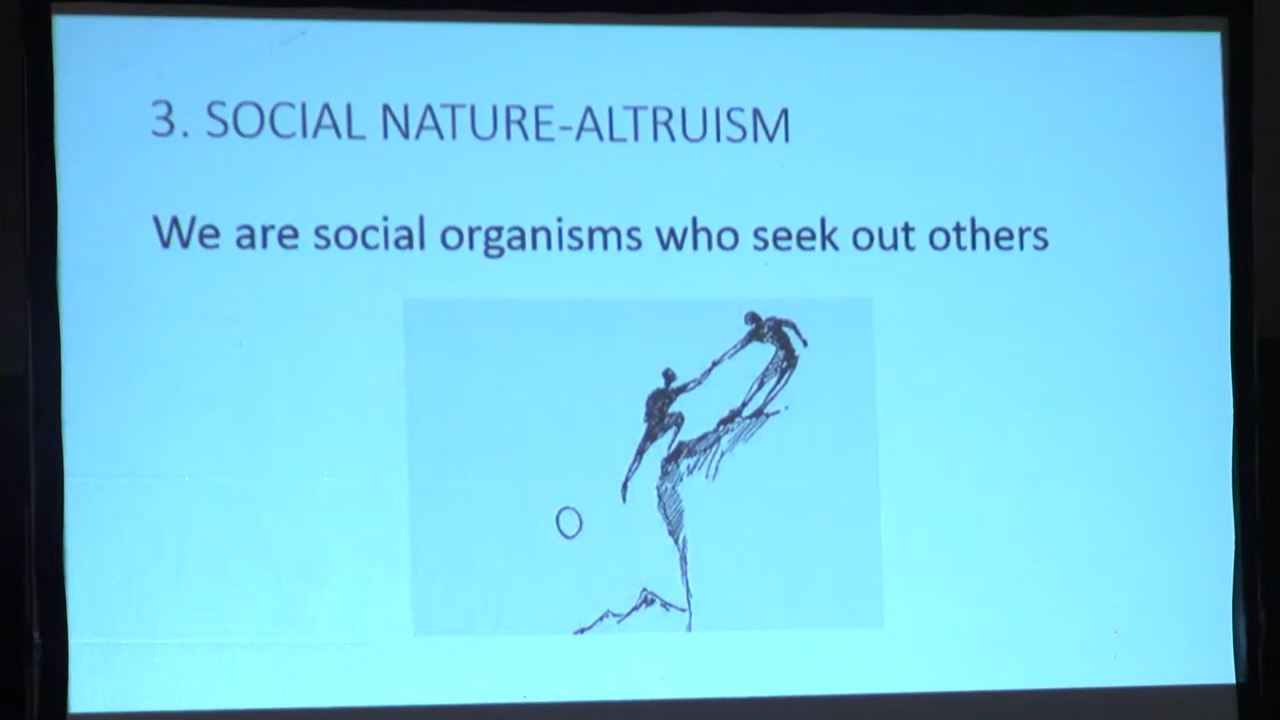 3. SOCIAL NATURE-ALTRUISM
We are social organisms who seek out others